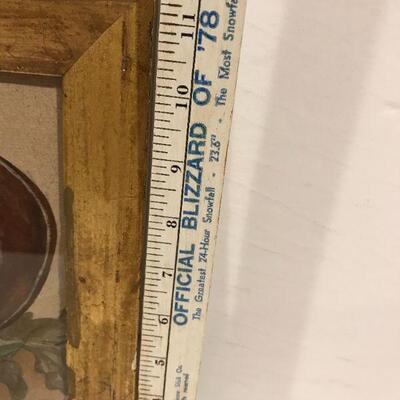 OFFICIAL BLIZZARD OF '78
The Greatest 24-Hour Snowfall - 23.6" - The Most Snowfall
5 6 7 8 9 10 11